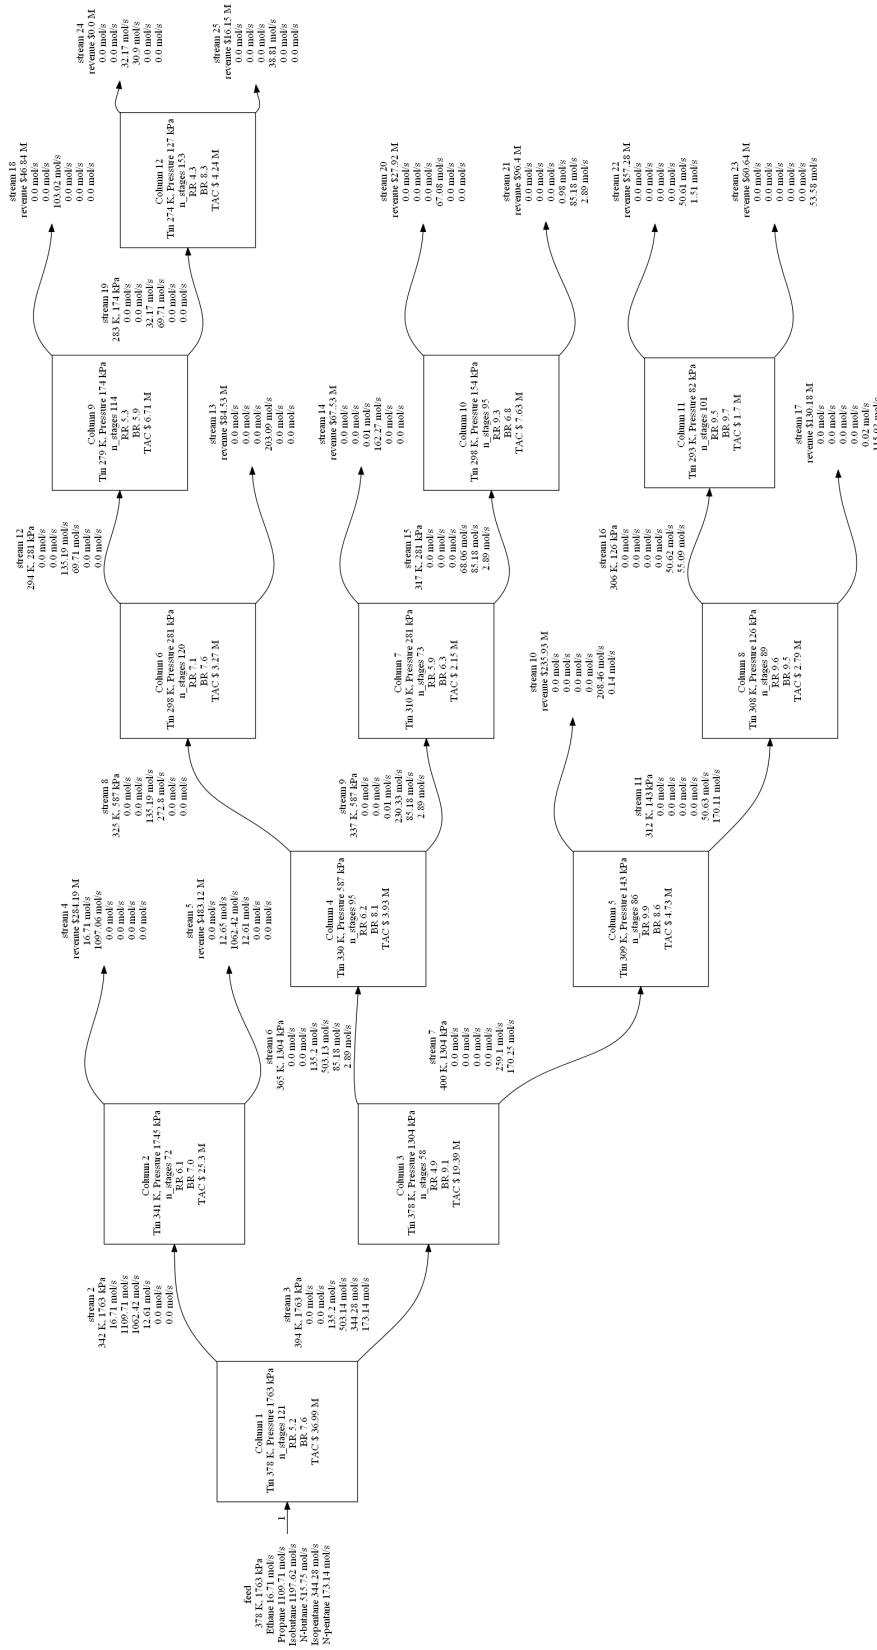 feed
378 K, 1763 kPa
Ethane 16.71 mol/s
Propane 1109.71 mol/s
Isobutane 1197.62 mol/s
N-butane 515.75 mol/s
Isopentane 344.28 mol/s
N-pentane 173.14 mol/s
1
Column 1
Tin 378 K, Pressure 1763 kPa
n_stages 121
RR 5.2
BR 7.6
TAC $ 36.99 M
stream 2
342 K, 1763 kPa
16.71 mol/s
1109.71 mol/s
1062.42 mol/s
12.61 mol/s
0.0 mol/s
0.0 mol/s
stream 3
394 K, 1763 kPa
0.0 mol/s
0.0 mol/s
135.2 mol/s
503.14 mol/s
344.28 mol/s
173.14 mol/s
Column 2
Tin 341 K, Pressure 1745 kPa
n_stages 72
RR 6.1
BR 7.0
TAC $ 25.3 M
Column 3
Tin 378 K, Pressure 1304 kPa
n_stages 58
RR 4.9
BR 9.1
TAC $ 19.39 M
stream 4
revenue $284.19 M
16.71 mol/s
1097.06 mol/s
0.0 mol/s
0.0 mol/s
0.0 mol/s
0.0 mol/s
stream 5
revenue $483.12 M
0.0 mol/s
12.65 mol/s
1062.42 mol/s
12.61 mol/s
0.0 mol/s
0.0 mol/s
stream 6
365 K, 1304 kPa
0.0 mol/s
0.0 mol/s
135.2 mol/s
503.13 mol/s
85.18 mol/s
2.89 mol/s
stream 7
400 K, 1304 kPa
0.0 mol/s
0.0 mol/s
0.0 mol/s
0.0 mol/s
259.1 mol/s
170.25 mol/s
Column 4
Tin 330 K, Pressure 587 kPa
n_stages 95
RR 6.2
BR 8.1
TAC $ 3.93 M
Column 5
Tin 309 K, Pressure 143 kPa
n_stages 86
RR 9.9
BR 8.6
TAC $ 4.73 M
stream 8
325 K, 587 kPa
0.0 mol/s
0.0 mol/s
135.19 mol/s
272.8 mol/s
0.0 mol/s
0.0 mol/s
stream 9
337 K, 587 kPa
0.0 mol/s
0.0 mol/s
0.01 mol/s
230.33 mol/s
85.18 mol/s
2.89 mol/s
stream 10
revenue $235.93 M
0.0 mol/s
0.0 mol/s
0.0 mol/s
0.0 mol/s
208.46 mol/s
0.14 mol/s
stream 11
312 K, 143 kPa
0.0 mol/s
0.0 mol/s
0.0 mol/s
0.0 mol/s
50.63 mol/s
170.11 mol/s
Column 6
Tin 298 K, Pressure 281 kPa
n_stages 120
RR 7.1
BR 7.6
TAC $ 3.27 M
Column 7
Tin 310 K, Pressure 281 kPa
n_stages 73
RR 5.9
BR 6.3
TAC $ 2.15 M
Column 8
Tin 308 K, Pressure 126 kPa
n_stages 89
RR 9.6
BR 9.5
TAC $ 2.79 M
stream 12
294 K, 281 kPa
0.0 mol/s
0.0 mol/s
135.19 mol/s
69.71 mol/s
0.0 mol/s
0.0 mol/s
stream 13
revenue $84.53 M
0.0 mol/s
0.0 mol/s
0.0 mol/s
203.09 mol/s
0.0 mol/s
0.0 mol/s
stream 14
revenue $67.53 M
0.0 mol/s
0.0 mol/s
0.01 mol/s
162.27 mol/s
0.0 mol/s
0.0 mol/s
stream 15
317 K, 281 kPa
0.0 mol/s
0.0 mol/s
0.0 mol/s
68.06 mol/s
85.18 mol/s
2.89 mol/s
stream 16
306 K, 126 kPa
0.0 mol/s
0.0 mol/s
0.0 mol/s
0.0 mol/s
50.62 mol/s
55.09 mol/s
stream 17
revenue $130.18 M
0.0 mol/s
0.0 mol/s
0.0 mol/s
0.0 mol/s
0.02 mol/s
Column 9
Tin 279 K, Pressure 174 kPa
n_stages 114
RR 5.3
BR 5.9
TAC $ 6.71 M
Column 10
Tin 298 K, Pressure 154 kPa
n_stages 95
RR 9.3
BR 6.8
TAC $ 7.63 M
Column 11
Tin 293 K, Pressure 82 kPa
n_stages 101
RR 9.5
BR 9.7
TAC $ 1.7 M
stream 18
revenue $46.84 M
0.0 mol/s
0.0 mol/s
103.02 mol/s
0.0 mol/s
0.0 mol/s
0.0 mol/s
stream 19
283 K, 174 kPa
0.0 mol/s
0.0 mol/s
32.17 mol/s
69.71 mol/s
0.0 mol/s
0.0 mol/s
stream 20
revenue $27.92 M
0.0 mol/s
0.0 mol/s
0.0 mol/s
67.08 mol/s
0.0 mol/s
0.0 mol/s
stream 21
revenue $96.4 M
0.0 mol/s
0.0 mol/s
0.0 mol/s
0.98 mol/s
85.18 mol/s
2.89 mol/s
stream 22
revenue $57.28 M
0.0 mol/s
0.0 mol/s
0.0 mol/s
0.0 mol/s
50.61 mol/s
1.51 mol/s
stream 23
revenue $60.64 M
0.0 mol/s
0.0 mol/s
0.0 mol/s
0.0 mol/s
0.0 mol/s
53.58 mol/s
Column 12
Tin 274 K, Pressure 127 kPa
n_stages 153
RR 4.3
BR 8.3
TAC $ 4.24 M
stream 24
revenue $0.0 M
0.0 mol/s
0.0 mol/s
32.17 mol/s
30.9 mol/s
0.0 mol/s
0.0 mol/s
stream 25
revenue $16.15 M
0.0 mol/s
0.0 mol/s
0.0 mol/s
38.81 mol/s
0.0 mol/s
0.0 mol/s